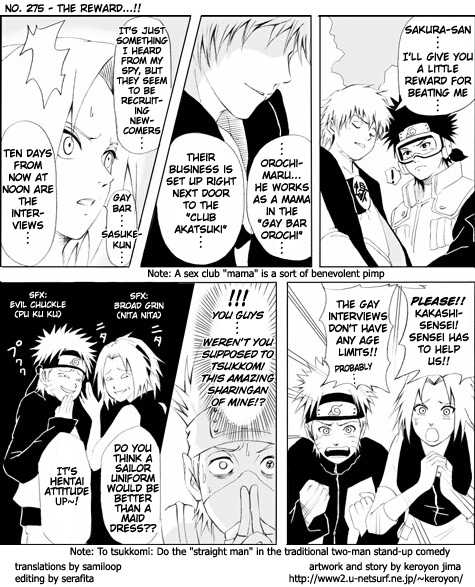 NO. 275 - THE REWARD...!!
SAKURA-SAN
...
I'LL GIVE YOU
A LITTLE
REWARD FOR
BEATING ME
...
!
...
OROCHI-
MARU...
HE WORKS
AS A MAMA
IN THE
"GAY BAR
OROCHI"
...
THEIR
BUSINESS IS
SET UP RIGHT
NEXT DOOR
TO THE
"CLUB
AKATSUKI"
...
IT'S JUST
SOMETHING
I HEARD
FROM MY
SPY, BUT
THEY SEEM
TO BE
RECRUIT-
ING
NEW-
COMERS
...
GAY
BAR
...
SASUKE-
KUN
...
TEN DAYS
FROM
NOW AT
NOON ARE
THE
INTER-
VIEWS
...
Note: A sex club "mama" is a sort of benevolent pimp
PLEASE!!
KAKASHI-
SENSEI!
SENSEI HAS
TO HELP
US!!
THE GAY
INTERVIEWS
DON'T HAVE
ANY AGE
LIMITS!!
PROBABLY
!!!
YOU GUYS
...
WEREN'T YOU
SUPPOSED TO
TSUKKOMI
THIS AMAZING
SHARINGAN
OF MINE!?
SFX:
BROAD GRIN
(NITA NITA)
ニタ
ニタ
SFX:
EVIL CHUCKLE
(PU KU KU)
DO YOU
THINK A
SAILOR
UNIFORM
WOULD BE
BETTER
THAN A
MAID
DRESS??
IT'S
HENTAI
ATTITUDE
UP~!
Note: To tsukkomi: Do the "straight man" in the traditional two-man stand-up comedy
translations by samiloop
editing by serafita
artwork and story by keroyon jima
http://www2.u-netsurf.ne.jp/~keroyon/